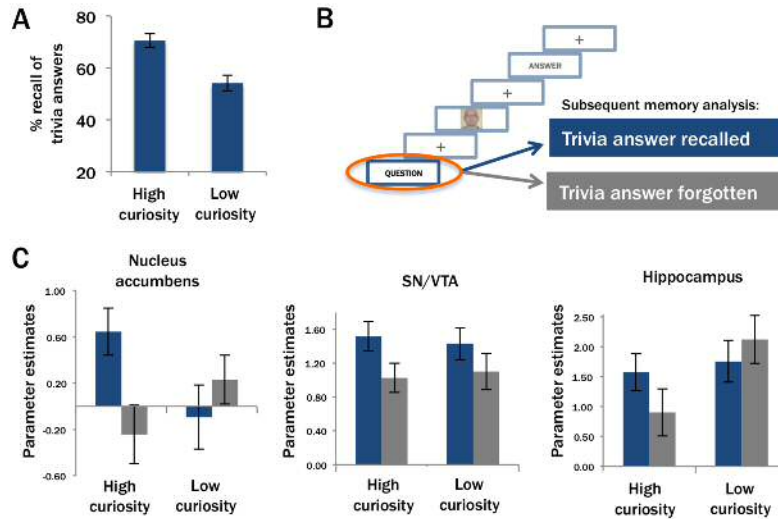 A
80
60
40
20
% recall of
trivia answers
High
curiosity
Low
curiosity
B
+
ANSWER
+
+
QUESTION
Subsequent memory analysis:
Trivia answer recalled
Trivia answer forgotten
C
Nucleus
accumbens
Parameter estimates
1.00
0.60
0.20
-0.20
-0.60
High
curiosity
Low
curiosity
SN/VTA
Parameter estimates
1.60
1.20
0.80
0.40
0.00
High
curiosity
Low
curiosity
Hippocampus
Parameter estimates
2.50
2.00
1.50
1.00
0.50
0.00
High
curiosity
Low
curiosity